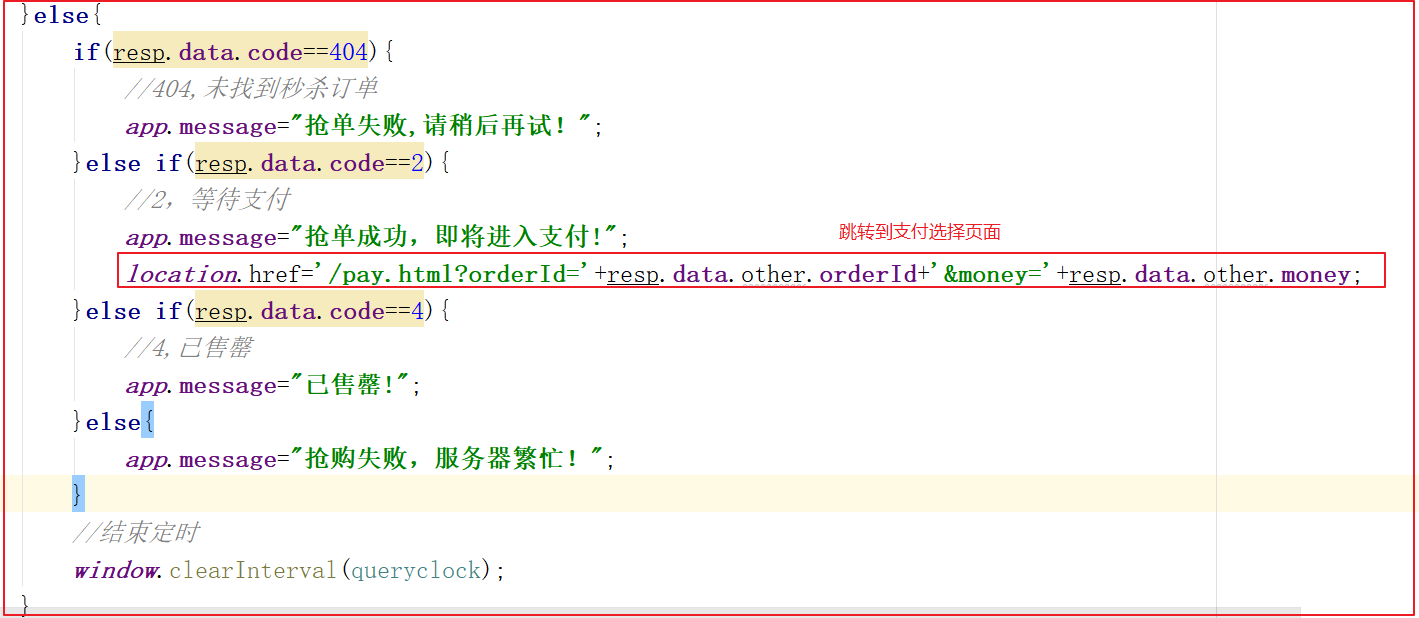 }else{
if(resp.data.code==404){
//404,未找到秒杀订单
app.message="抢单失败,请稍后再试！";
}else if(resp.data.code==2){
//2，等待支付
app.message="抢单成功，即将进入支付!";
跳转到支付选择页面
location.href='/pay.html?orderId='+resp.data.other.orderId+'&money='+resp.data.other.money;
}else if(resp.data.code==4){
//4,已售罄
app.message="已售罄!";
}else{
app.message="抢购失败，服务器繁忙！";
}
//结束定时
window.clearInterval(queryclock);
}